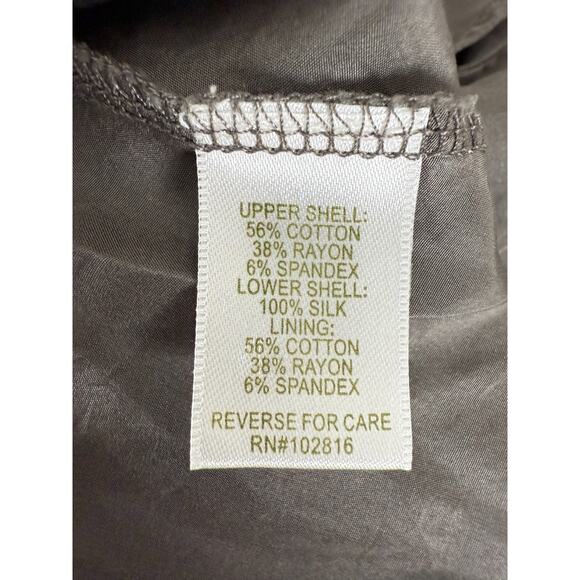 UPPER SHELL:
56% COTTON
38% RAYON
6% SPANDEX
LOWER SHELL:
100% SILK
LINING:
56% COTTON
38% RAYON
6% SPANDEX
REVERSE FOR CARE
RN#102816